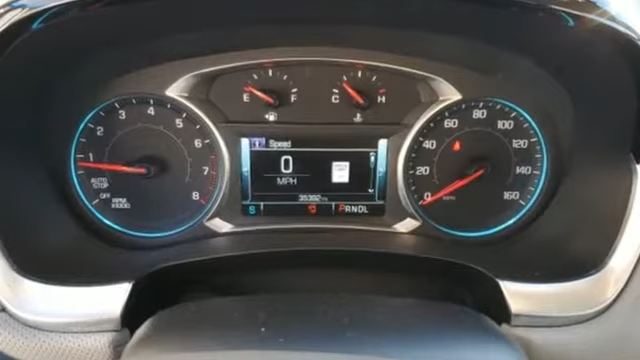 E F C H
1 2 3 4 5 6 7 8
AUTO STOP
OFF
RPM x1000
Speed
0
MPH
35392
S PRNDL
0 20 40 60 80 100 120 140 160
MPH